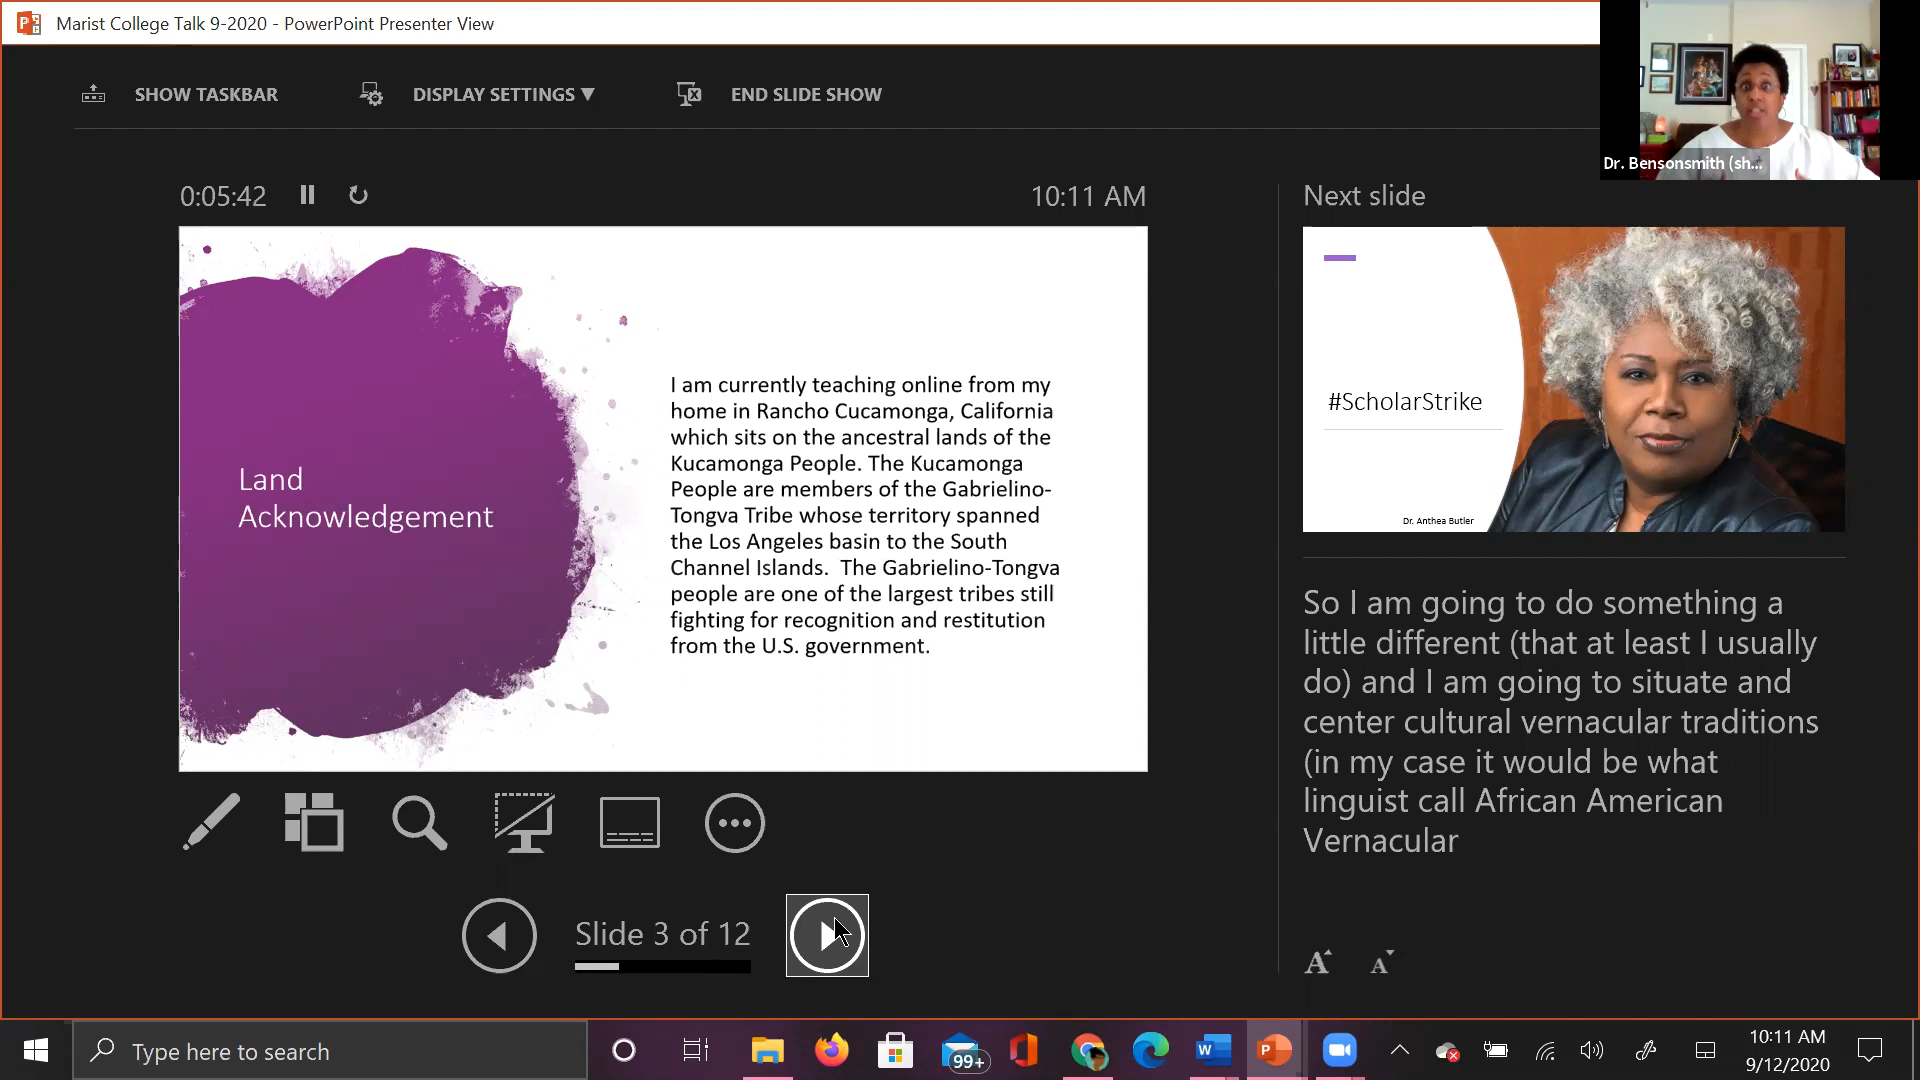 Marist College Talk 9-2020 - PowerPoint Presenter View
SHOW TASKBAR
DISPLAY SETTINGS ▼
END SLIDE SHOW
Dr. Bensonsmith (sh...
0:05:42
10:11 AM
Land
Acknowledgement
I am currently teaching online from my
home in Rancho Cucamonga, California
which sits on the ancestral lands of the
Kucamonga People. The Kucamonga
People are members of the Gabrielino-
Tongva Tribe whose territory spanned
the Los Angeles basin to the South
Channel Islands.  The Gabrielino-Tongva
people are one of the largest tribes still
fighting for recognition and restitution
from the U.S. government.
Slide 3 of 12
Next slide
#ScholarStrike
Dr. Anthea Butler
So I am going to do something a
little different (that at least I usually
do) and I am going to situate and
center cultural vernacular traditions
(in my case it would be what
linguist call African American
Vernacular
A
A
Type here to search
99+
10:11 AM
9/12/2020